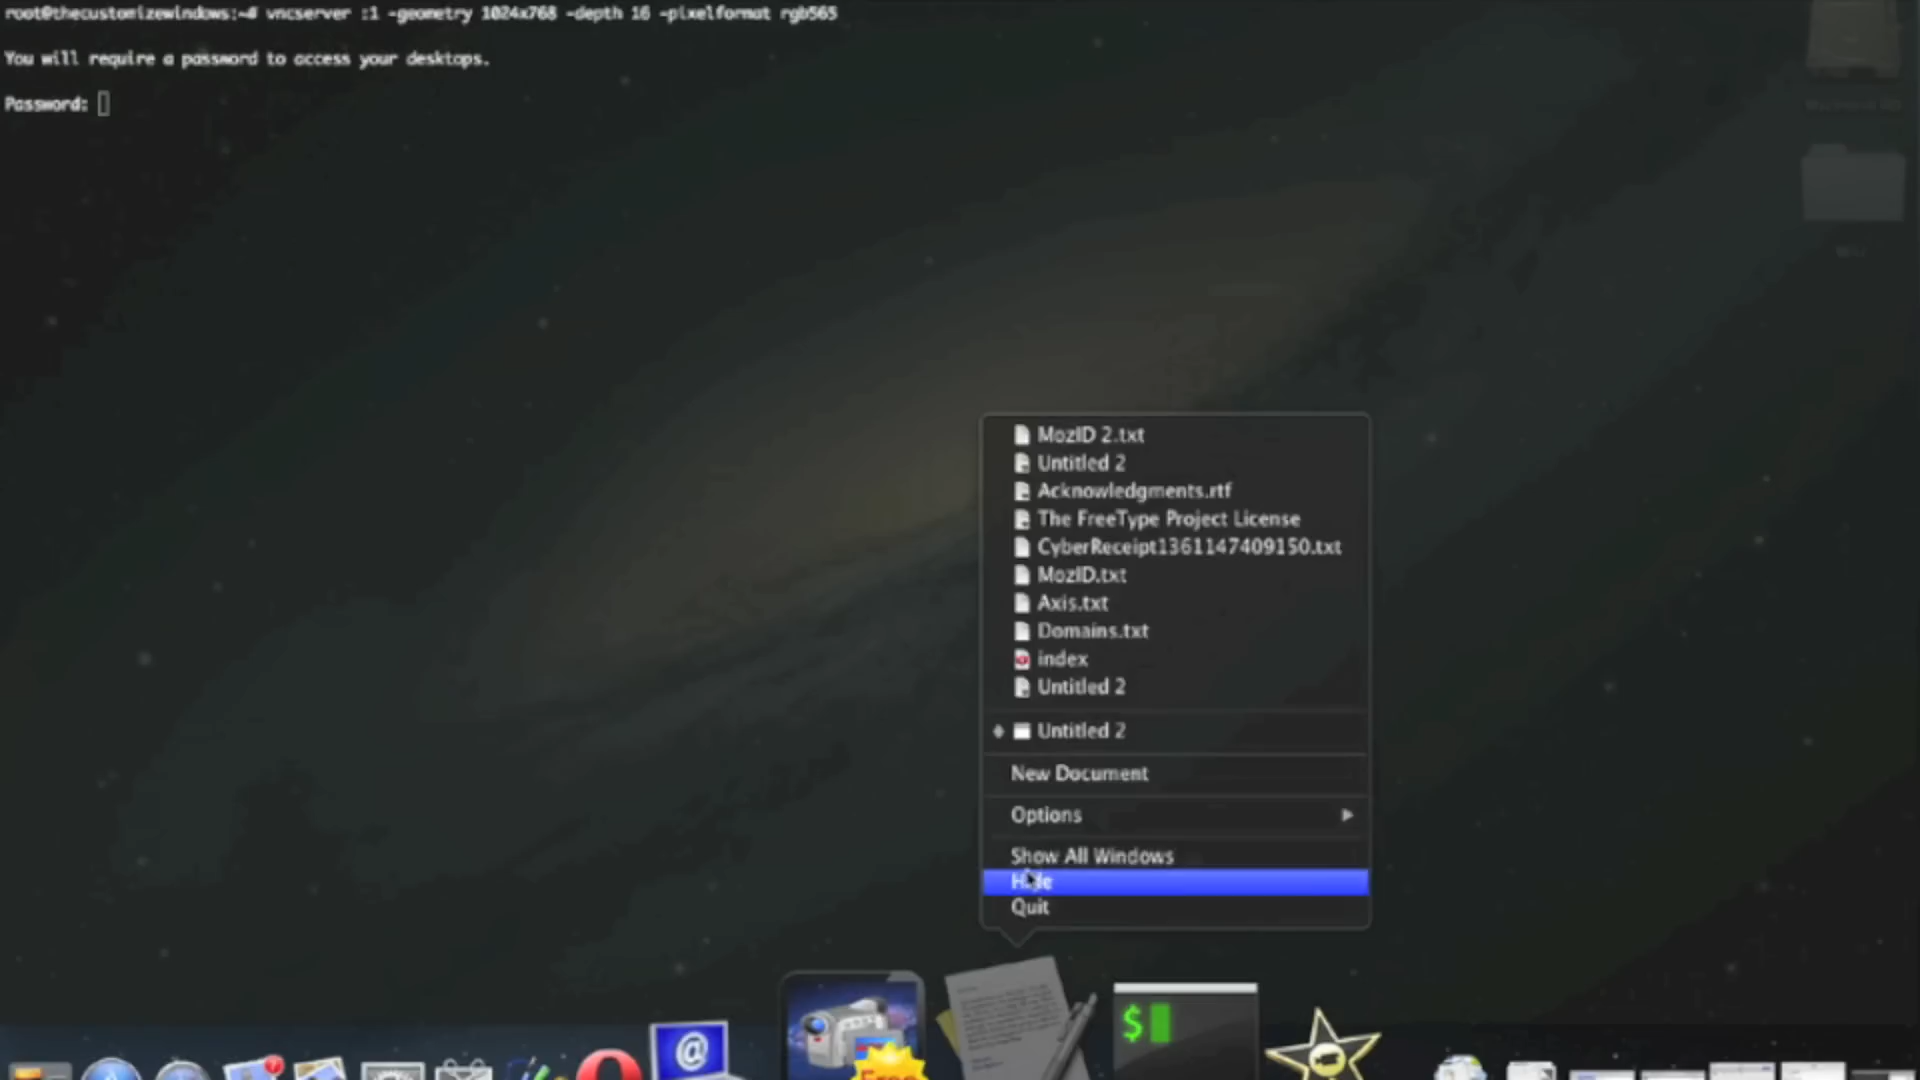 root@thecustomizewindows:~# vncserver :1 -geometry 1024x768 -depth 16 -pixelformat rgb565
You will require a password to access your desktops.
Password:
MozID 2.txt
Untitled 2
Acknowledgments.rtf
The FreeType Project License
CyberReceipt1361147409150.txt
MozID.txt
Axis.txt
Domains.txt
index
Untitled 2
Untitled 2
New Document
Options
Show All Windows
Hide
Quit
$
@
Free